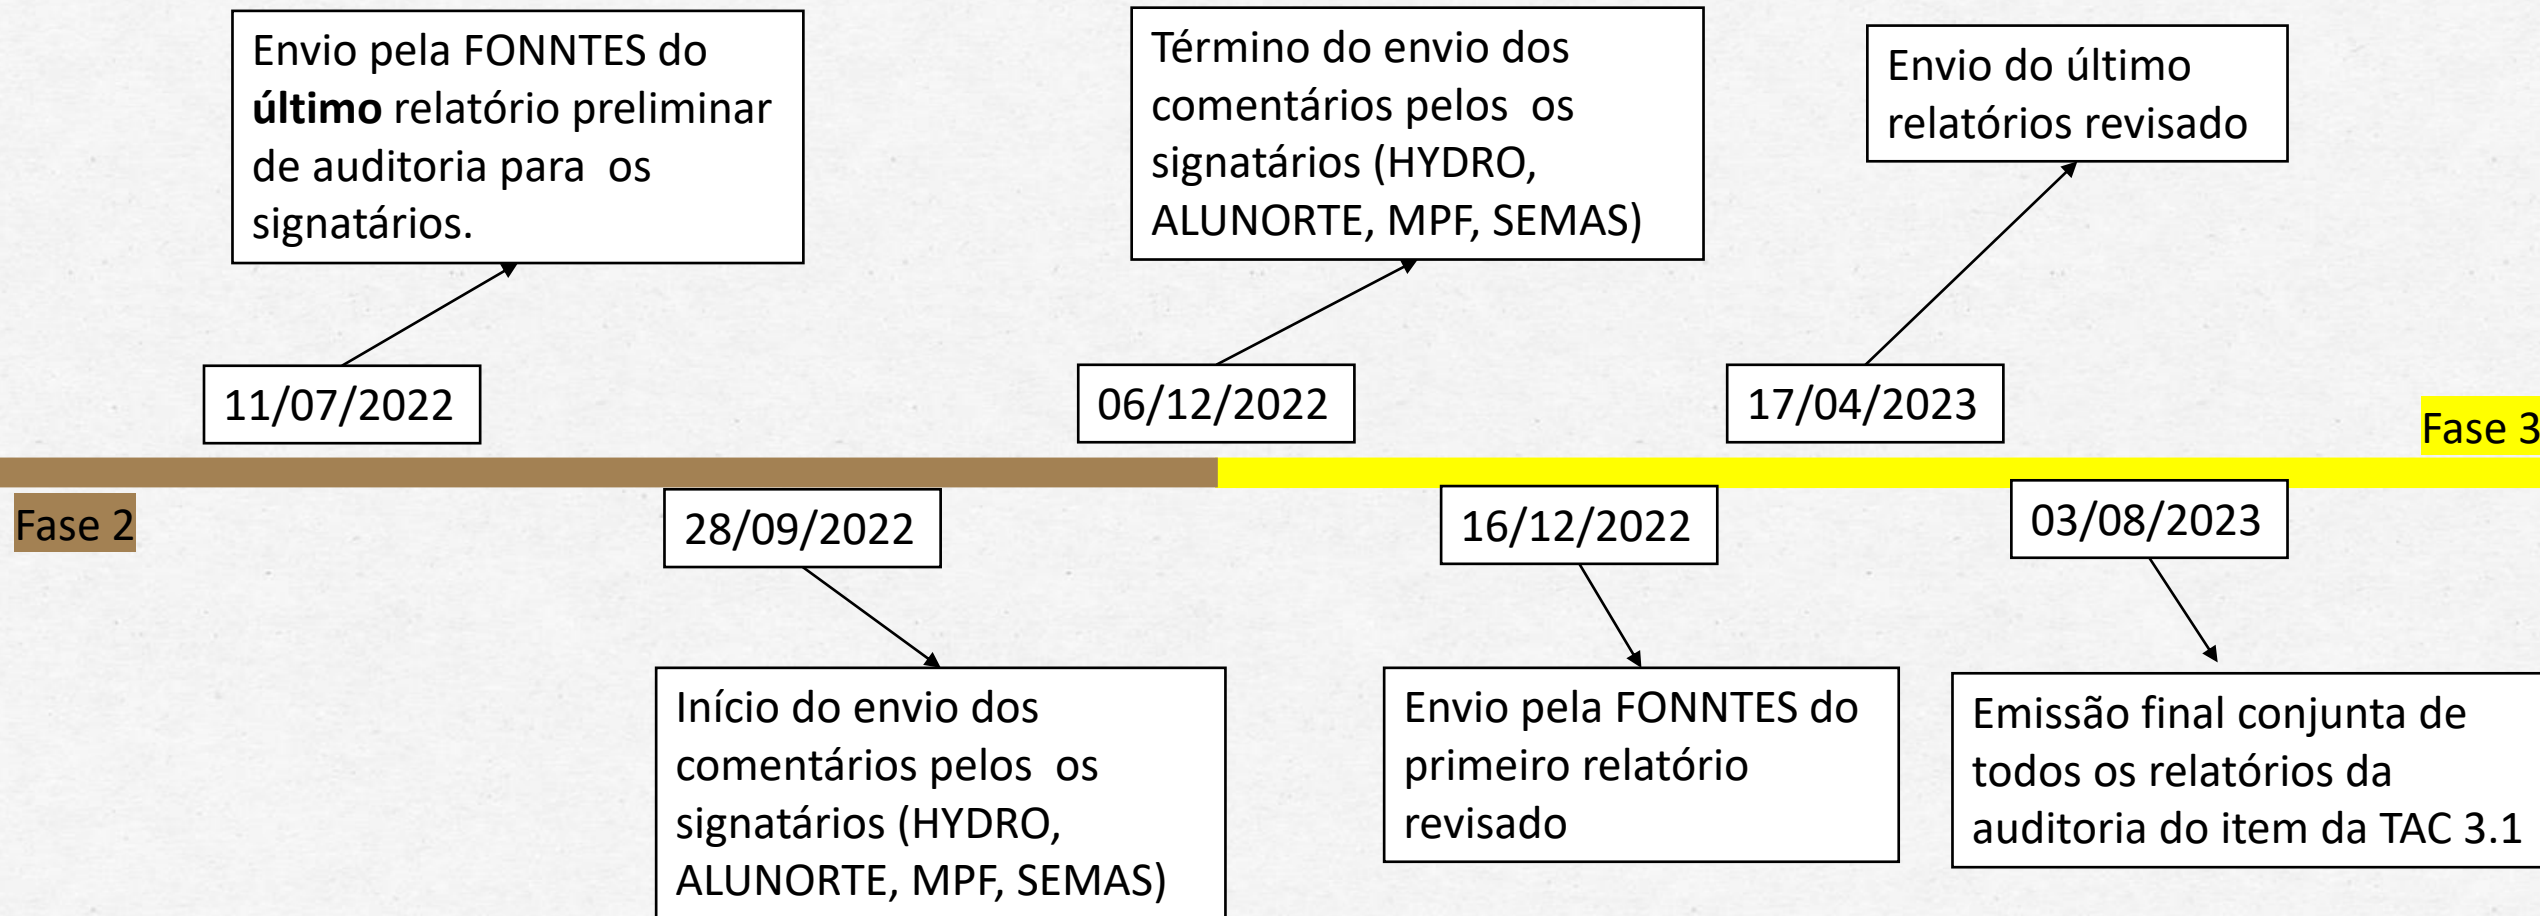 Envio pela FONNTES do
último relatório preliminar
de auditoria para  os
signatários.
Término do envio dos
comentários pelos  os
signatários (HYDRO,
ALUNORTE, MPF, SEMAS)
Envio do último
relatórios revisado
11/07/2022
06/12/2022
17/04/2023
Fase 3
Fase 2
28/09/2022
16/12/2022
03/08/2023
Início do envio dos
comentários pelos  os
signatários (HYDRO,
ALUNORTE, MPF, SEMAS)
Envio pela FONNTES do
primeiro relatório
revisado
Emissão final conjunta de
todos os relatórios da
auditoria do item da TAC 3.1